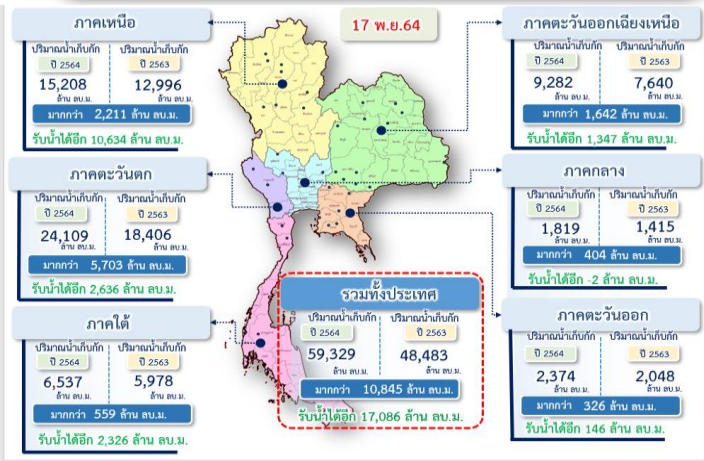 17 พ.ย.64
ภาคเหนือ
ปริมาณน้ำเก็บกัก ปริมาณน้ำเก็บกัก
ปี 2564 ปี 2563
15,208 12,996
ล้าน ลบ.ม. ล้าน ลบ.ม.
มากกว่า 2,211 ล้าน ลบ.ม.
รับน้ำได้อีก 10,634 ล้าน ลบ.ม.
ภาคตะวันตก
ปริมาณน้ำเก็บกัก ปริมาณน้ำเก็บกัก
ปี 2564 ปี 2563
24,109 18,406
ล้าน ลบ.ม. ล้าน ลบ.ม.
มากกว่า 5,703 ล้าน ลบ.ม.
รับน้ำได้อีก 2,636 ล้าน ลบ.ม.
ภาคใต้
ปริมาณน้ำเก็บกัก ปริมาณน้ำเก็บกัก
ปี 2564 ปี 2563
6,537 5,978
ล้าน ลบ.ม. ล้าน ลบ.ม.
มากกว่า 559 ล้าน ลบ.ม.
รับน้ำได้อีก 2,326 ล้าน ลบ.ม.
รวมทั้งประเทศ
ปริมาณน้ำเก็บกัก ปริมาณน้ำเก็บกัก
ปี 2564 ปี 2563
59,329 48,483
ล้าน ลบ.ม. ล้าน ลบ.ม.
มากกว่า 10,845 ล้าน ลบ.ม.
รับน้ำได้อีก 17,086 ล้าน ลบ.ม.
ภาคตะวันออกเฉียงเหนือ
ปริมาณน้ำเก็บกัก ปริมาณน้ำเก็บกัก
ปี 2564 ปี 2563
9,282 7,640
ล้าน ลบ.ม. ล้าน ลบ.ม.
มากกว่า 1,642 ล้าน ลบ.ม.
รับน้ำได้อีก 1,347 ล้าน ลบ.ม.
ภาคกลาง
ปริมาณน้ำเก็บกัก ปริมาณน้ำเก็บกัก
ปี 2564 ปี 2563
1,819 1,415
ล้าน ลบ.ม. ล้าน ลบ.ม.
มากกว่า 404 ล้าน ลบ.ม.
รับน้ำได้อีก -2 ล้าน ลบ.ม.
ภาคตะวันออก
ปริมาณน้ำเก็บกัก ปริมาณน้ำเก็บกัก
ปี 2564 ปี 2563
2,374 2,048
ล้าน ลบ.ม. ล้าน ลบ.ม.
มากกว่า 326 ล้าน ลบ.ม.
รับน้ำได้อีก 146 ล้าน ลบ.ม.